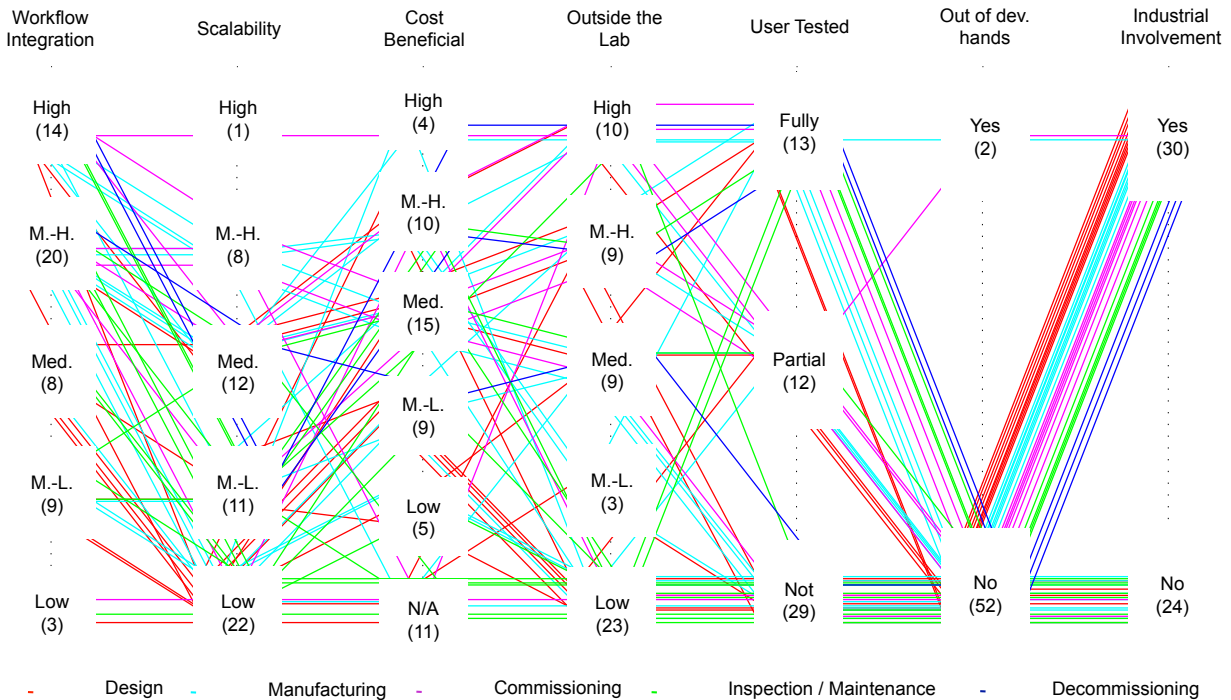 Workflow
Integration
Scalability
Cost
Beneficial
Outside the
Lab
User Tested
Out of dev.
hands
Industrial
Involvement
High
(14)
M.-H.
(20)
Med.
(8)
M.-L.
(9)
Low
(3)
High
(1)
M.-H.
(8)
Med.
(12)
M.-L.
(11)
Low
(22)
High
(4)
M.-H.
(10)
Med.
(15)
M.-L.
(9)
Low
(5)
N/A
(11)
High
(10)
M.-H.
(9)
Med.
(9)
M.-L.
(3)
Low
(23)
Fully
(13)
Partial
(12)
Not
(29)
Yes
(2)
No
(52)
Yes
(30)
No
(24)
Design
Manufacturing
Commissioning
Inspection / Maintenance
Decommissioning